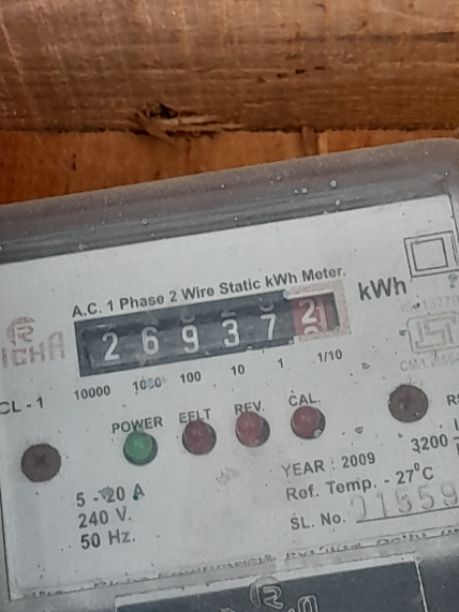 A.C. 1 Phase 2 Wire Static kWh Meter.
2 6 9 3 7 2
kWh
10000 1000 100 10 1 1/10
CL - 1
POWER EFLT REV. CAL.
5 - 20 A
240 V.
50 Hz.
YEAR : 2009
3200
Ref. Temp. - 27°C
SL. No.